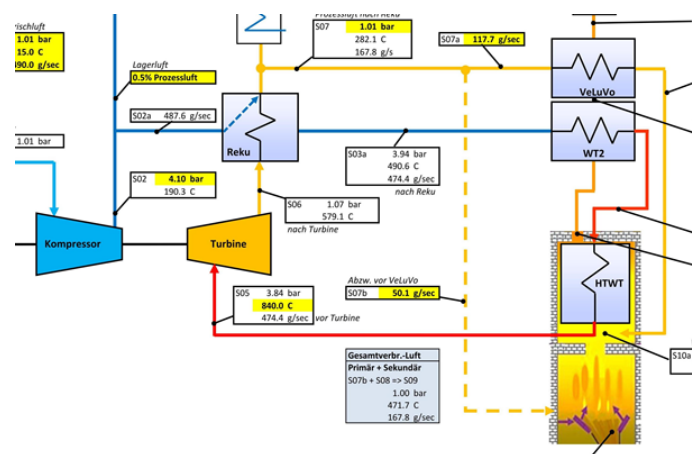 Prozessluft nach Reku
S07 1.01 bar
282.1 C
167.8 g/s
S07a 117.7 g/sec
ischluft
1.01 bar
15.0 C
490.0 g/sec
Lagerluft
0.5% Prozessluft
VeLuVo
S02a 487.6 g/sec
1.01 bar
Reku
S03a 3.94 bar
490.6 C
474.4 g/sec
nach Reku
WT2
S02 4.10 bar
190.3 C
S06 1.07 bar
579.1 C
nach Turbine
Kompressor
Turbine
HTWT
Abzw. vor VeLuVo
S07b 50.1 g/sec
S05 3.84 bar
840.0 C
474.4 g/sec vor Turbine
S10a
Gesamtverbr.-Luft
Primär + Sekundär
S07b + S08 => S09
1.00 bar
471.7 C
167.8 g/sec